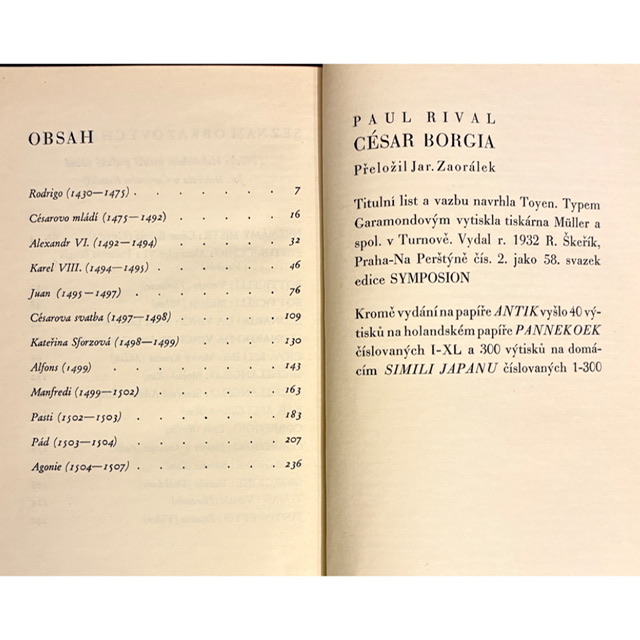 OBSAH
Rodrigo (1430—1475) . . . . . . . 7
Césarovo mládí (1475—1492) . . . . . . 16
Alexandr VI. (1492—1494) . . . . . . 32
Karel VIII. (1494—1495) . . . . . . 46
Juan (1495—1497) . . . . . . . 76
Césarova svatba (1497—1498) . . . . . 109
Kateřina Sforzová (1498—1499) . . . . . 130
Alfons (1499) . . . . . . . . 143
Manfredi (1499—1502) . . . . . . 163
Pasti (1502—1503) . . . . . . . 183
Pád (1503—1504) . . . . . . . 207
Agonie (1504—1507) . . . . . . . 236
PAUL RIVAL
CÉSAR BORGIA
Přeložil Jar. Zaorálek
Titulní list a vazbu navrhla Toyen. Typem
Garamondovým vytiskla tiskárna Müller a
spol. v Turnově. Vydal r. 1932 R. Škeřík,
Praha-Na Perštýně čís. 2. jako 58. svazek
edice SYMPOSION
Kromě vydání na papíře ANTIK vyšlo 40 vý-
tisků na holandském papíře PANNEKOEK
číslovaných I-XL a 300 výtisků na domá-
cím SIMILI JAPANU číslovaných 1-300